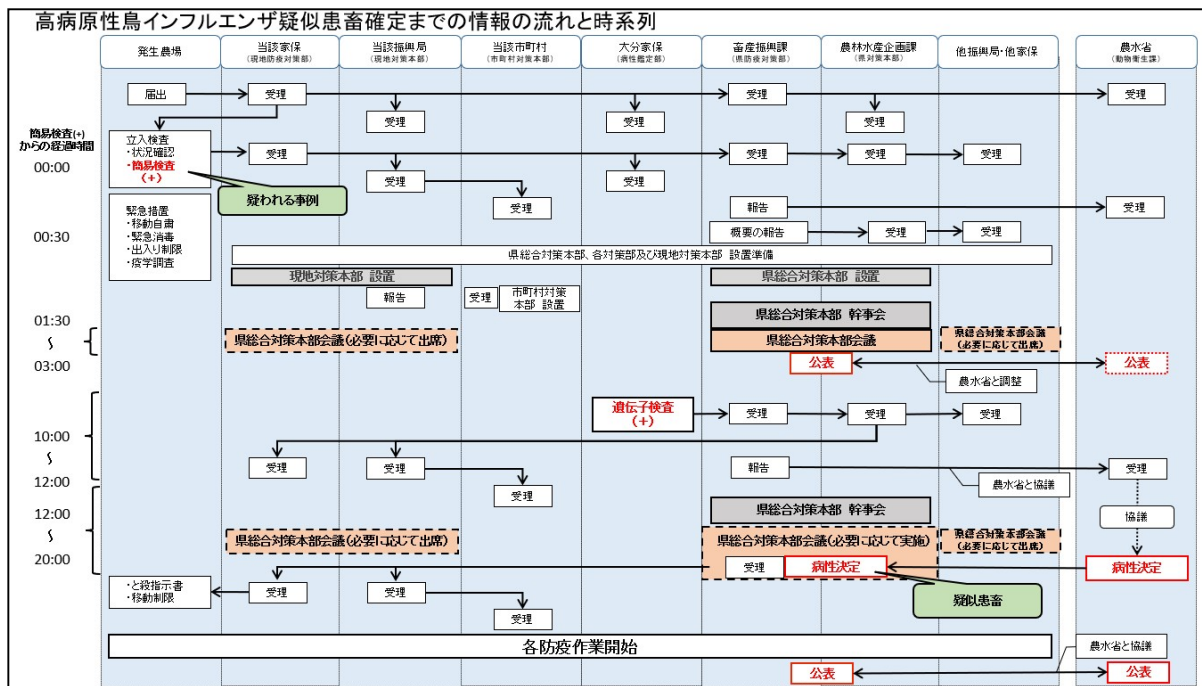 高病原性鳥インフルエンザ疑似患畜確定までの情報の流れと時系列
発生農場
当該家保
(現地防疫対策部)
当該振興局
(現地対策本部)
当該市町村
(市町村対策本部)
大分家保
(病性鑑定部)
畜産振興課
(県防疫対策部)
農林水産企画課
(県対策本部)
他振興局・他家保
農水省
(動物衛生課)
届出
受理
受理
受理
受理
受理
受理
簡易検査(+)
からの経過時間
00:00
立入検査
・状況確認
・簡易検査
(+)
受理
受理
受理
受理
受理
受理
受理
疑われる事例
00:30
緊急措置
・移動自粛
・緊急消毒
・出入り制限
・疫学調査
報告
受理
概要の報告
受理
受理
県総合対策本部、各対策部及び現地対策本部 設置準備
現地対策本部 設置
県総合対策本部 設置
報告
受理
市町村対策
本部 設置
01:30
~
03:00
県総合対策本部 幹事会
県総合対策本部会議(必要に応じて出席)
県総合対策本部会議
県総合対策本部会議
(必要に応じて出席)
公表
公表
農水省と調整
遺伝子検査
(+)
受理
受理
受理
10:00
~
12:00
受理
受理
受理
報告
受理
農水省と協議
12:00
~
20:00
県総合対策本部 幹事会
協議
県総合対策本部会議(必要に応じて出席)
県総合対策本部会議(必要に応じて実施)
県総合対策本部会議
(必要に応じて出席)
受理
病性決定
病性決定
・と殺指示書
・移動制限
受理
受理
受理
疑似患畜
各防疫作業開始
農水省と協議
公表
公表